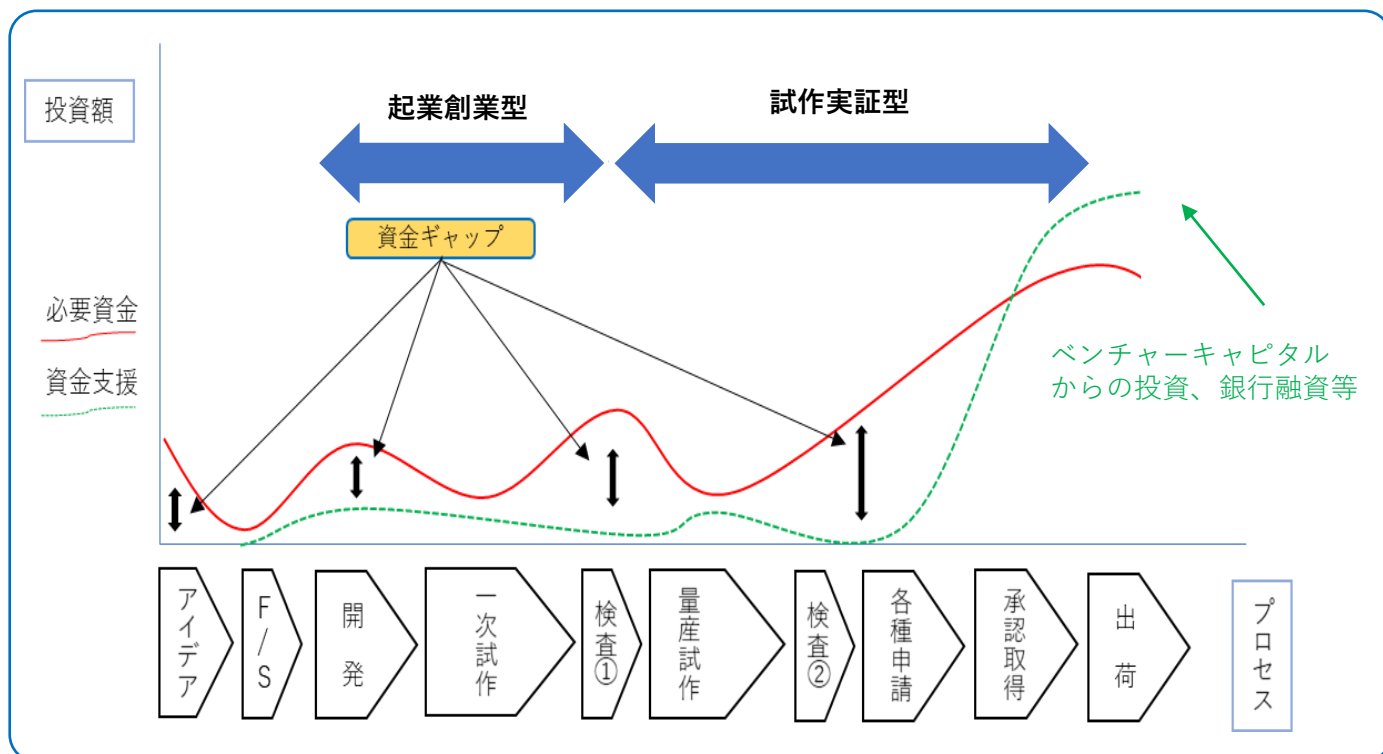 起業創業型
試作実証型
投資額
資金ギャップ
必要資金
資金支援
ベンチャーキャピタル
からの投資、銀行融資等
アイデア
F/S
開発
一次試作
検査①
量産試作
検査②
各種申請
承認取得
出荷
プロセス